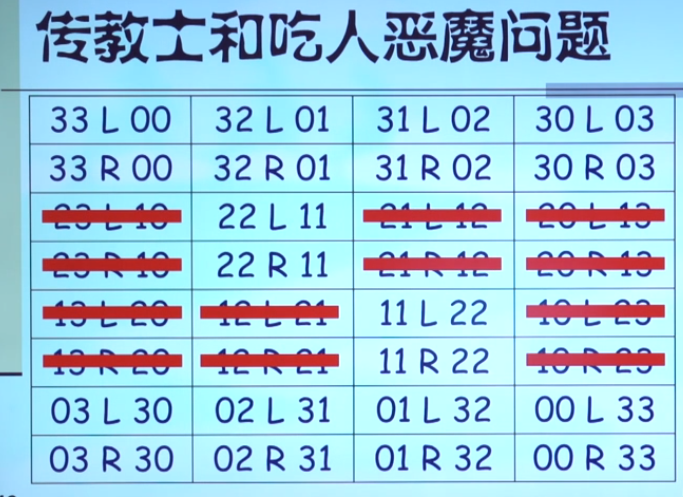 传教士和吃人恶魔问题
33 L 00 32 L 01 31 L 02 30 L 03
33 R 00 32 R 01 31 R 02 30 R 03
23 L 10 22 L 11 21 L 12 20 L 13
23 R 10 22 R 11 21 R 12 20 R 13
13 L 20 12 L 21 11 L 22 10 L 23
13 R 20 12 R 21 11 R 22 10 R 23
03 L 30 02 L 31 01 L 32 00 L 33
03 R 30 02 R 31 01 R 32 00 R 33